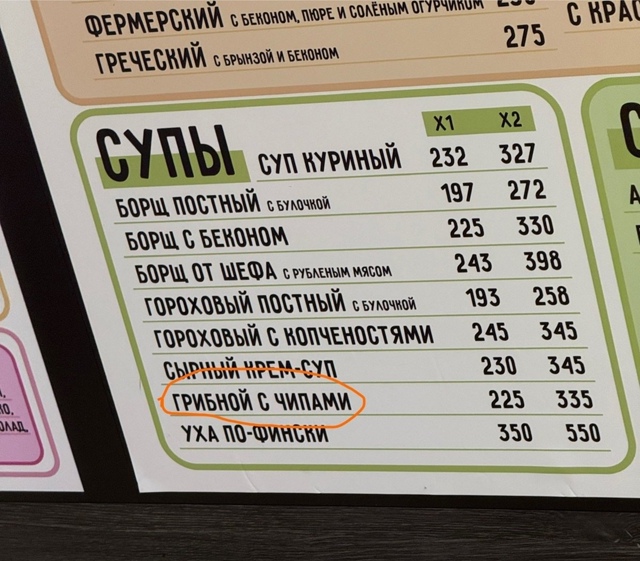 ФЕРМЕРСКИЙ С БЕКОНОМ, ПЮРЕ И СОЛЁНЫМ ОГУРЧИКОМ
ГРЕЧЕСКИЙ С БРЫНЗОЙ И БЕКОНОМ 275
СУПЫ X1 X2
СУП КУРИНЫЙ 232 327
БОРЩ ПОСТНЫЙ С БУЛОЧКОЙ 197 272
БОРЩ С БЕКОНОМ 225 330
БОРЩ ОТ ШЕФА С РУБЛЕНЫМ МЯСОМ 243 398
ГОРОХОВЫЙ ПОСТНЫЙ С БУЛОЧКОЙ 193 258
ГОРОХОВЫЙ С КОПЧЕНОСТЯМИ 245 345
СЫРНЫЙ КРЕМ-СУП 230 345
ГРИБНОЙ С ЧИПАМИ 225 335
УХА ПО-ФИНСКИ 350 550